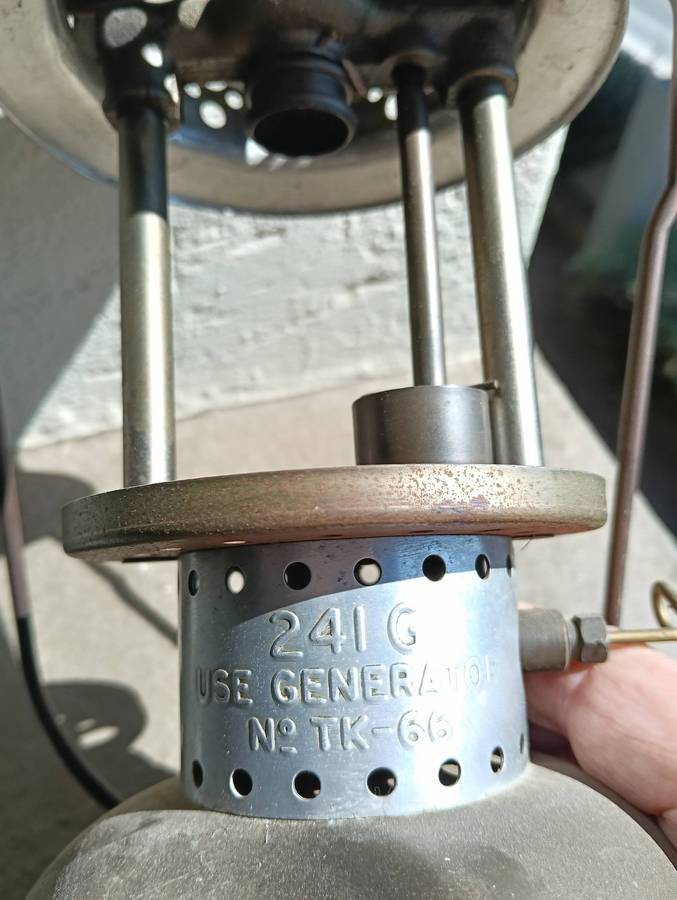 241 G
USE GENERATOR
Nº TK-66